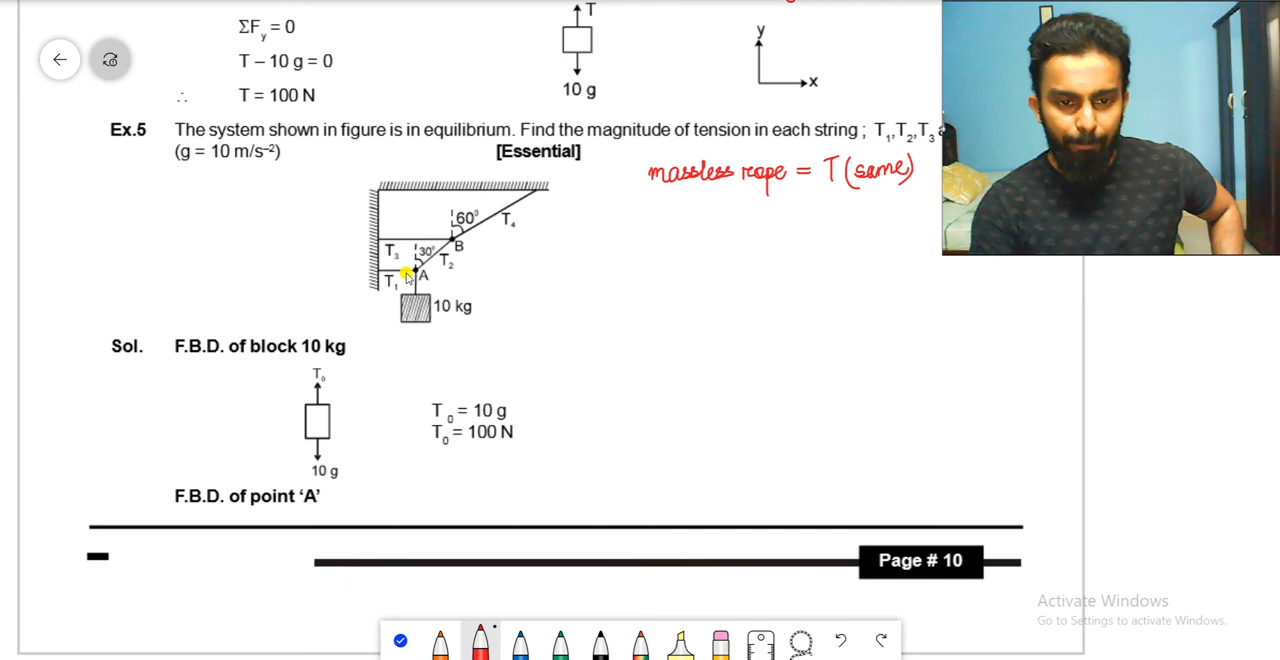 ΣFy = 0
T – 10 g = 0
∴ T = 100 N
T
10 g
y
x
Ex.5 The system shown in figure is in equilibrium. Find the magnitude of tension in each string ; T₁,T₂,T₃
(g = 10 m/s⁻²) [Essential]
massless rope = T (same)
60° T₄
T₃ 30° B
T₂
T₁ A
10 kg
Sol. F.B.D. of block 10 kg
T₀
T₀ = 10 g
T₀ = 100 N
10 g
F.B.D. of point ‘A’
Page # 10
Activate Windows
Go to Settings to activate Windows.